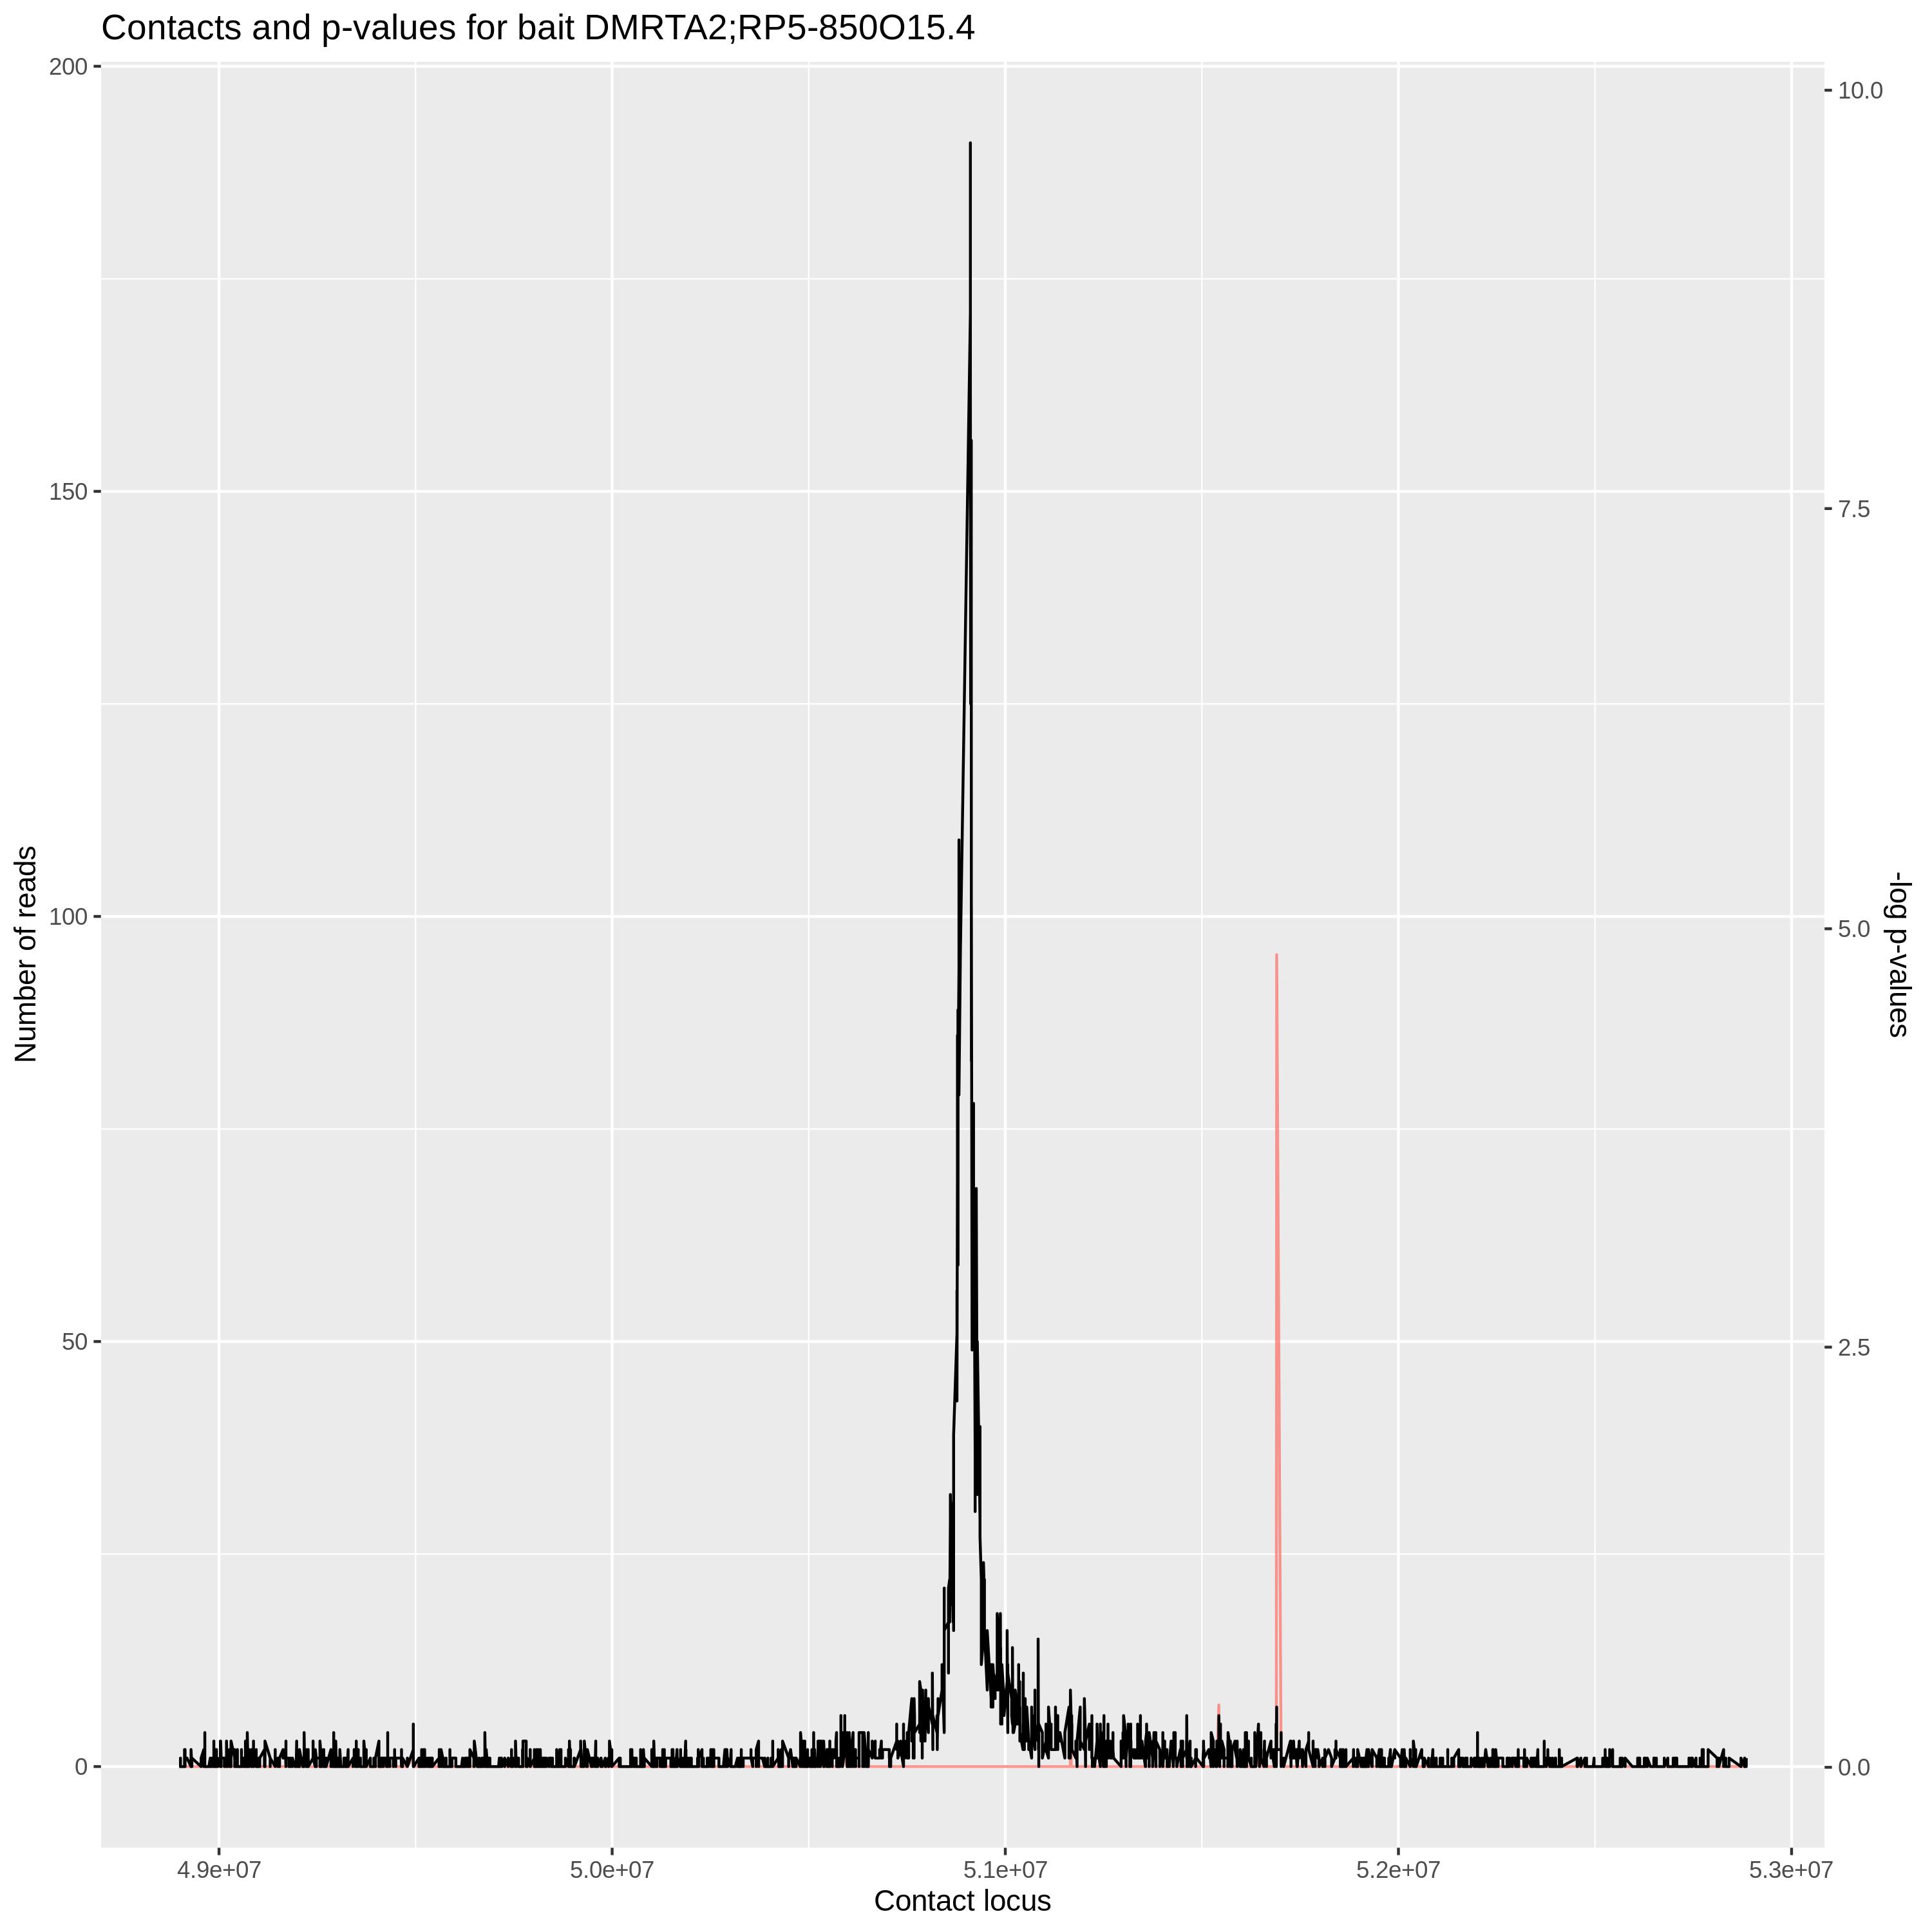 Contacts and p-values for bait DMRTA2;RP5-850O15.4
200
150
100
50
0
Number of reads
10.0
7.5
5.0
2.5
0.0
-log p-values
4.9e+07
5.0e+07
5.1e+07
5.2e+07
5.3e+07
Contact locus